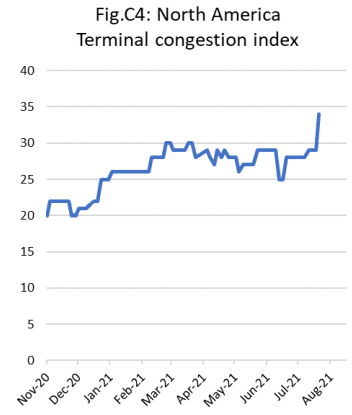 Fig.C4: North America
Terminal congestion index
40
35
30
25
20
15
10
5
0
Nov-20
Dec-20
Jan-21
Feb-21
Mar-21
Apr-21
May-21
Jun-21
Jul-21
Aug-21